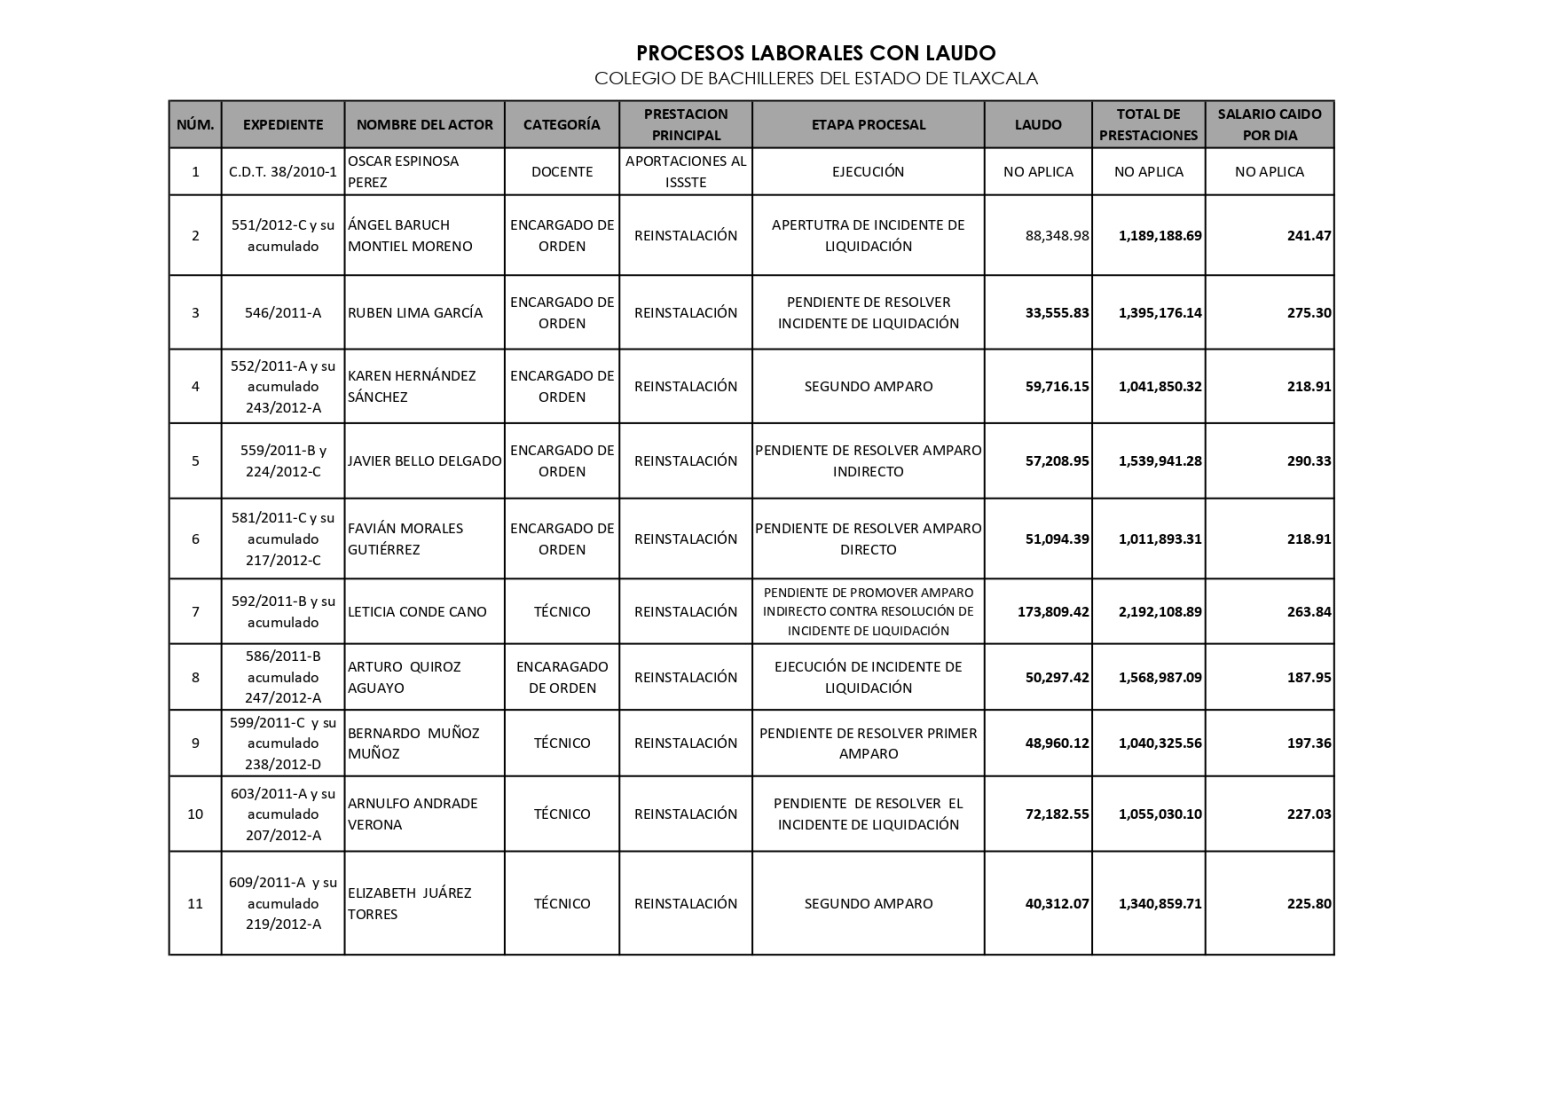 PROCESOS LABORALES CON LAUDO
COLEGIO DE BACHILLERES DEL ESTADO DE TLAXCALA
NÚM. EXPEDIENTE NOMBRE DEL ACTOR CATEGORÍA PRESTACION PRINCIPAL ETAPA PROCESAL LAUDO TOTAL DE PRESTACIONES SALARIO CAIDO POR DIA
1 C.D.T. 38/2010-1 OSCAR ESPINOSA PEREZ DOCENTE APORTACIONES AL ISSSTE EJECUCIÓN NO APLICA NO APLICA NO APLICA
2 551/2012-C y su acumulado ÁNGEL BARUCH MONTIEL MORENO ENCARGADO DE ORDEN REINSTALACIÓN APERTUTRA DE INCIDENTE DE LIQUIDACIÓN 88,348.98 1,189,188.69 241.47
3 546/2011-A RUBEN LIMA GARCÍA ENCARGADO DE ORDEN REINSTALACIÓN PENDIENTE DE RESOLVER INCIDENTE DE LIQUIDACIÓN 33,555.83 1,395,176.14 275.30
4 552/2011-A y su acumulado 243/2012-A KAREN HERNÁNDEZ SÁNCHEZ ENCARGADO DE ORDEN REINSTALACIÓN SEGUNDO AMPARO 59,716.15 1,041,850.32 218.91
5 559/2011-B y 224/2012-C JAVIER BELLO DELGADO ENCARGADO DE ORDEN REINSTALACIÓN PENDIENTE DE RESOLVER AMPARO INDIRECTO 57,208.95 1,539,941.28 290.33
6 581/2011-C y su acumulado 217/2012-C FAVIÁN MORALES GUTIÉRREZ ENCARGADO DE ORDEN REINSTALACIÓN PENDIENTE DE RESOLVER AMPARO DIRECTO 51,094.39 1,011,893.31 218.91
7 592/2011-B y su acumulado LETICIA CONDE CANO TÉCNICO REINSTALACIÓN PENDIENTE DE PROMOVER AMPARO INDIRECTO CONTRA RESOLUCIÓN DE INCIDENTE DE LIQUIDACIÓN 173,809.42 2,192,108.89 263.84
8 586/2011-B acumulado 247/2012-A ARTURO QUIROZ AGUAYO ENCARAGADO DE ORDEN REINSTALACIÓN EJECUCIÓN DE INCIDENTE DE LIQUIDACIÓN 50,297.42 1,568,987.09 187.95
9 599/2011-C y su acumulado 238/2012-D BERNARDO MUÑOZ MUÑOZ TÉCNICO REINSTALACIÓN PENDIENTE DE RESOLVER PRIMER AMPARO 48,960.12 1,040,325.56 197.36
10 603/2011-A y su acumulado 207/2012-A ARNULFO ANDRADE VERONA TÉCNICO REINSTALACIÓN PENDIENTE DE RESOLVER EL INCIDENTE DE LIQUIDACIÓN 72,182.55 1,055,030.10 227.03
11 609/2011-A y su acumulado 219/2012-A ELIZABETH JUÁREZ TORRES TÉCNICO REINSTALACIÓN SEGUNDO AMPARO 40,312.07 1,340,859.71 225.80